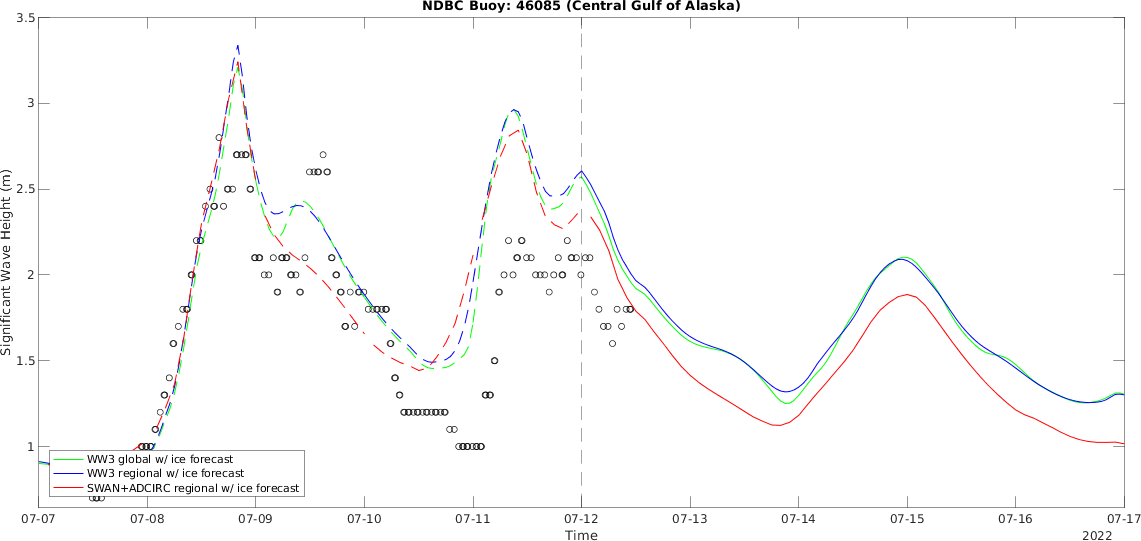 NDBC Buoy: 46085 (Central Gulf of Alaska)
3.5
3
2.5
2
1.5
1
Significant Wave Height (m)
WW3 global w/ ice forecast
WW3 regional w/ ice forecast
SWAN+ADCIRC regional w/ ice forecast
07-07 07-08 07-09 07-10 07-11 07-12 07-13 07-14 07-15 07-16 07-17
Time
2022